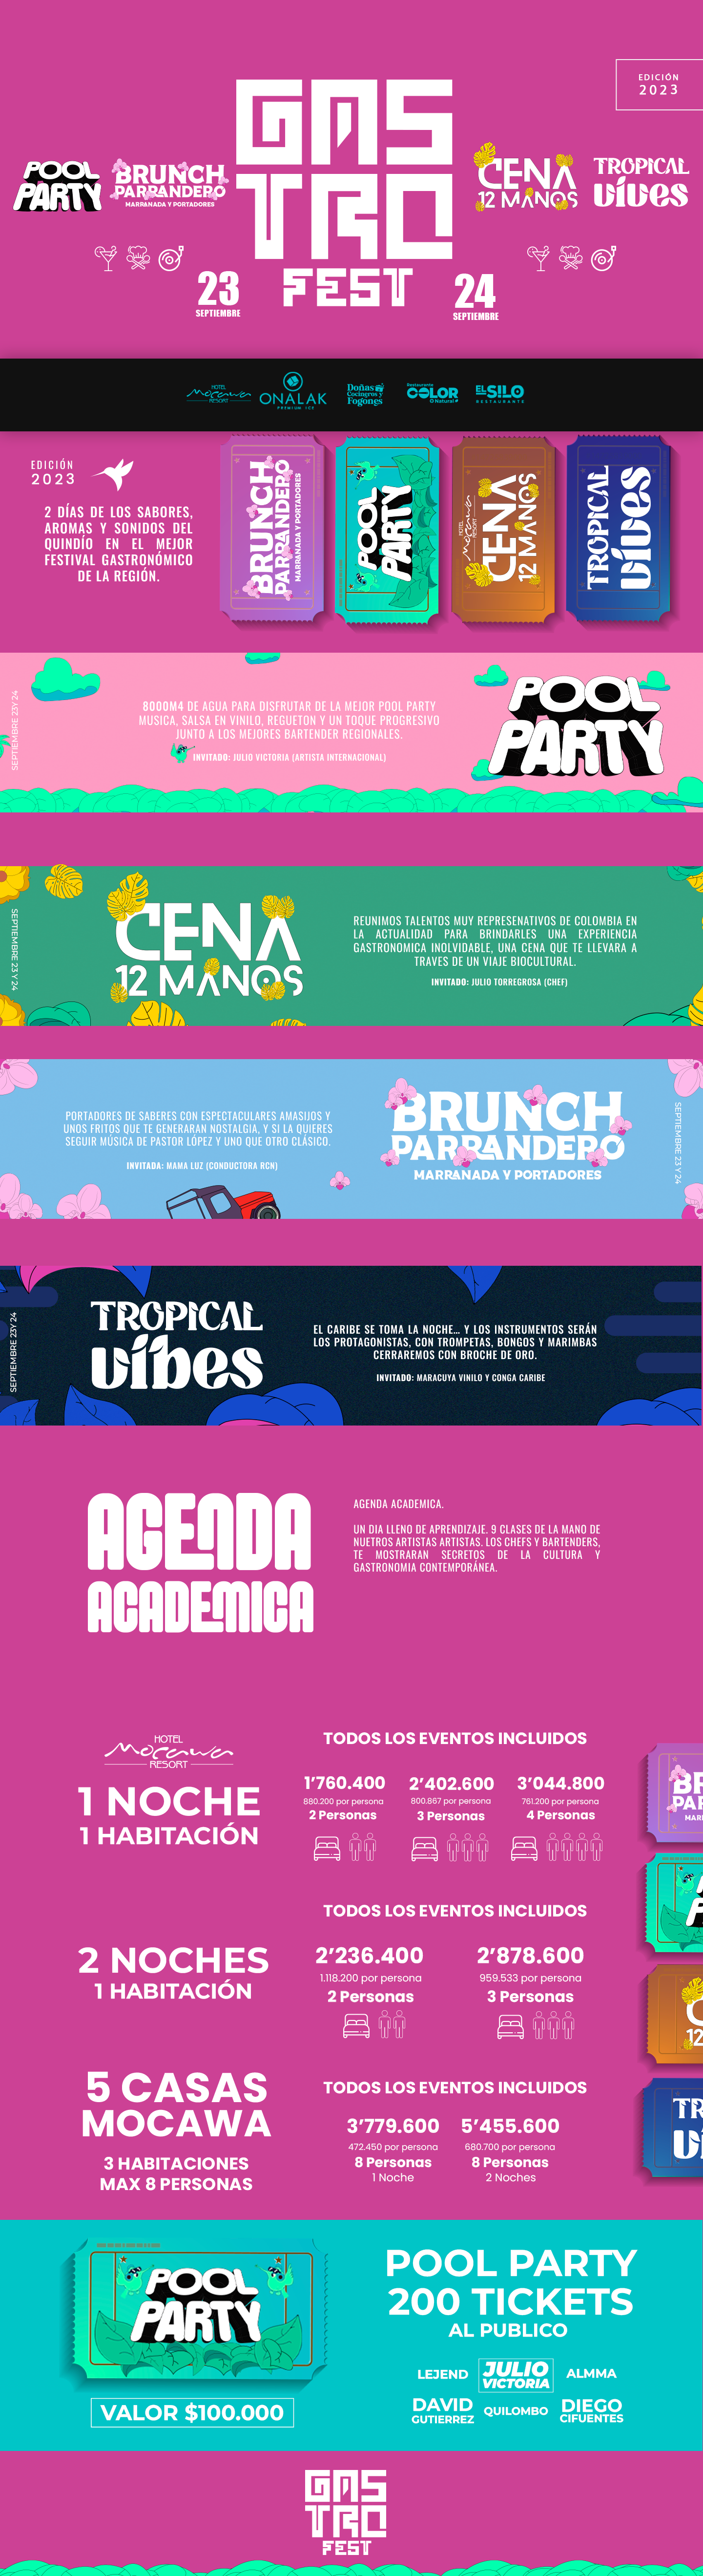 EDICIÓN
2023
GAS
TRO
FEST
POOL
PARTY
BRUNCH
PARRANDERO
MARRANADA Y PORTADORES
CENA
12 MANOS
TROPICAL
vives
23
SEPTIEMBRE
24
SEPTIEMBRE
HOTEL
Mocawa
RESORT
ONALAK
PREMIUM ICE
Doñas
Cocineros y
Fogones
Restaurante
COLOR
Natural
EL SILO
RESTAURANTE
EDICIÓN
2023
2 DÍAS DE LOS SABORES,
AROMAS Y SONIDOS DEL
QUINDÍO EN EL MEJOR
FESTIVAL GASTRONÓMICO
DE LA REGIÓN.
BRUNCH
PARRANDERO
MARRANADA Y PORTADORES
POOL
PARTY
HOTEL
Mocawa
RESORT
CENA
12 MANOS
TROPICAL
vives
SEPTIEMBRE 23Y 24
8000M4 DE AGUA PARA DISFRUTAR DE LA MEJOR POOL PARTY
MUSICA, SALSA EN VINILO, REGUETON Y UN TOQUE PROGRESIVO
JUNTO A LOS MEJORES BARTENDER REGIONALES.
INVITADO: JULIO VICTORIA (ARTISTA INTERNACIONAL)
POOL
PARTY
SEPTIEMBRE 23 Y 24
CENA
12 MANOS
REUNIMOS TALENTOS MUY REPRESENATIVOS DE COLOMBIA EN
LA ACTUALIDAD PARA BRINDARLES UNA EXPERIENCIA
GASTRONOMICA INOLVIDABLE, UNA CENA QUE TE LLEVARA A
TRAVES DE UN VIAJE BIOCULTURAL.
INVITADO: JULIO TORREGROSA (CHEF)
PORTADORES DE SABERES CON ESPECTACULARES AMASIJOS Y
UNOS FRITOS QUE TE GENERARAN NOSTALGIA, Y SI LA QUIERES
SEGUIR MÚSICA DE PASTOR LÓPEZ Y UNO QUE OTRO CLÁSICO.
INVITADA: MAMA LUZ (CONDUCTORA RCN)
BRUNCH
PARRANDERO
MARRANADA Y PORTADORES
SEPTIEMBRE 23 Y 24
SEPTIEMBRE 23Y 24
TROPICAL
vibes
EL CARIBE SE TOMA LA NOCHE... Y LOS INSTRUMENTOS SERÁN
LOS PROTAGONISTAS, CON TROMPETAS, BONGOS Y MARIMBAS
CERRAREMOS CON BROCHE DE ORO.
INVITADO: MARACUYA VINILO Y CONGA CARIBE
AGENDA
ACADEMICA
AGENDA ACADEMICA.
UN DIA LLENO DE APRENDIZAJE. 9 CLASES DE LA MANO DE
NUETROS ARTISTAS ARTISTAS. LOS CHEFS Y BARTENDERS,
TE MOSTRARAN SECRETOS DE LA CULTURA Y
GASTRONOMIA CONTEMPORÁNEA.
HOTEL
Mocawa
RESORT
1 NOCHE
1 HABITACIÓN
TODOS LOS EVENTOS INCLUIDOS
1'760.400
880.200 por persona
2 Personas
2'402.600
800.867 por persona
3 Personas
3'044.800
761.200 por persona
4 Personas
2 NOCHES
1 HABITACIÓN
TODOS LOS EVENTOS INCLUIDOS
2'236.400
1.118.200 por persona
2 Personas
2'878.600
959.533 por persona
3 Personas
5 CASAS
MOCAWA
3 HABITACIONES
MAX 8 PERSONAS
TODOS LOS EVENTOS INCLUIDOS
3'779.600
472.450 por persona
8 Personas
1 Noche
5'455.600
680.700 por persona
8 Personas
2 Noches
BR
PAR
MARR
P
C
12
TR
vi
POOL
PARTY
VALOR $100.000
POOL PARTY
200 TICKETS
AL PUBLICO
LEJEND
JULIO
VICTORIA
ALMMA
DAVID
GUTIERREZ
QUILOMBO
DIEGO
CIFUENTES
GAS
TRO
FEST